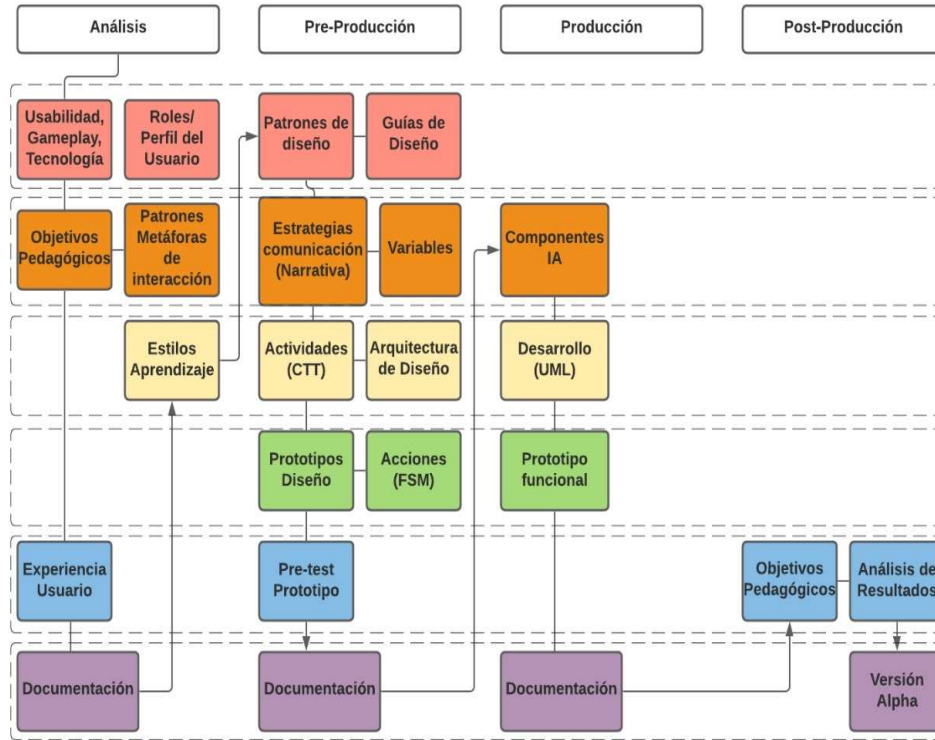 Análisis
Pre-Producción
Producción
Post-Producción
Usabilidad,
Gameplay,
Tecnología
Roles/
Perfil del
Usuario
Patrones de
diseño
Guías de
Diseño
Objetivos
Pedagógicos
Patrones
Metáforas
de
interacción
Estrategias
comunicación
(Narrativa)
Variables
Componentes
IA
Estilos
Aprendizaje
Actividades
(CTT)
Arquitectura
de Diseño
Desarrollo
(UML)
Prototipos
Diseño
Acciones
(FSM)
Prototipo
funcional
Experiencia
Usuario
Pre-test
Prototipo
Objetivos
Pedagógicos
Análisis de
Resultados
Documentación
Documentación
Documentación
Versión
Alpha